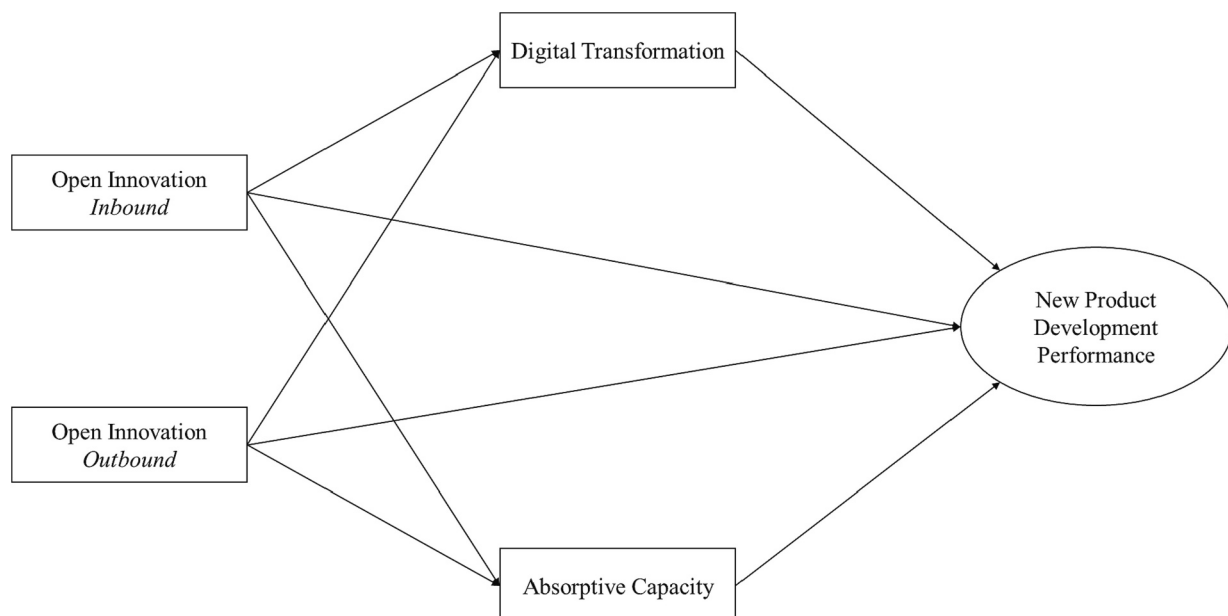 Digital Transformation
Open Innovation
Inbound
New Product
Development
Performance
Open Innovation
Outbound
Absorptive Capacity